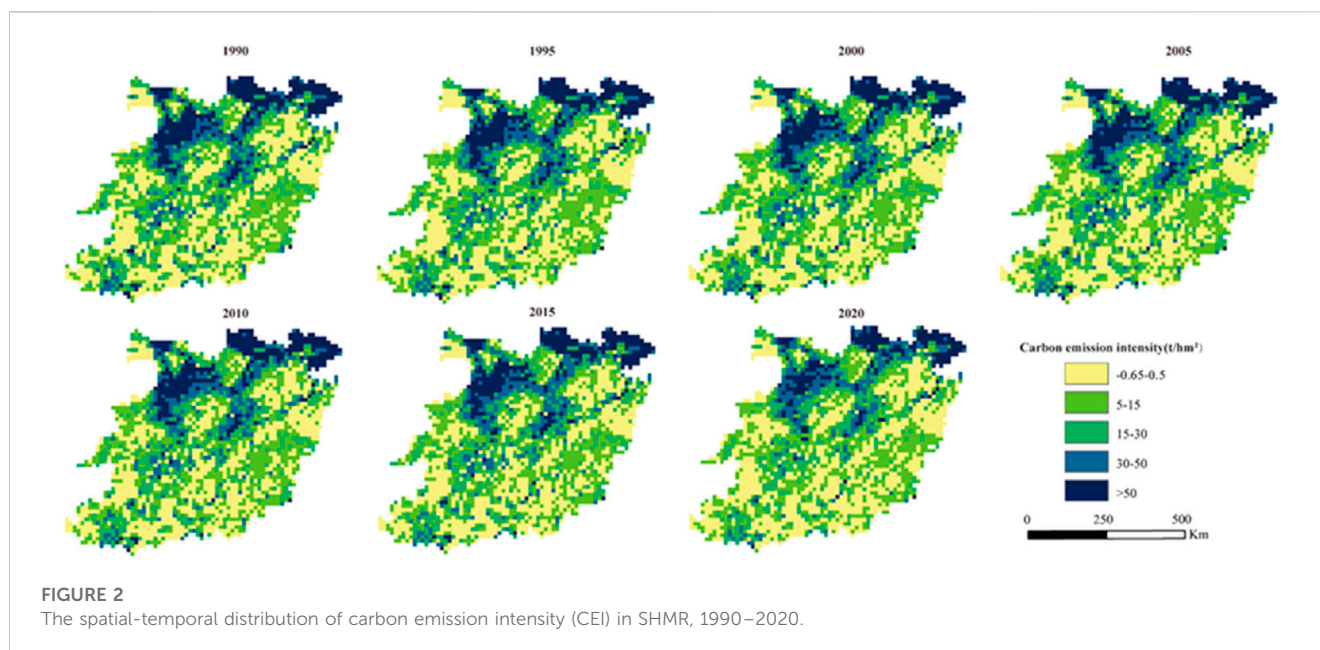 1990
1995
2000
2005
2010
2015
2020
Carbon emission intensity(t/hm²)
-0.65-0.5
5-15
15-30
30-50
>50
0 250 500
Km
FIGURE 2
The spatial-temporal distribution of carbon emission intensity (CEI) in SHMR, 1990–2020.